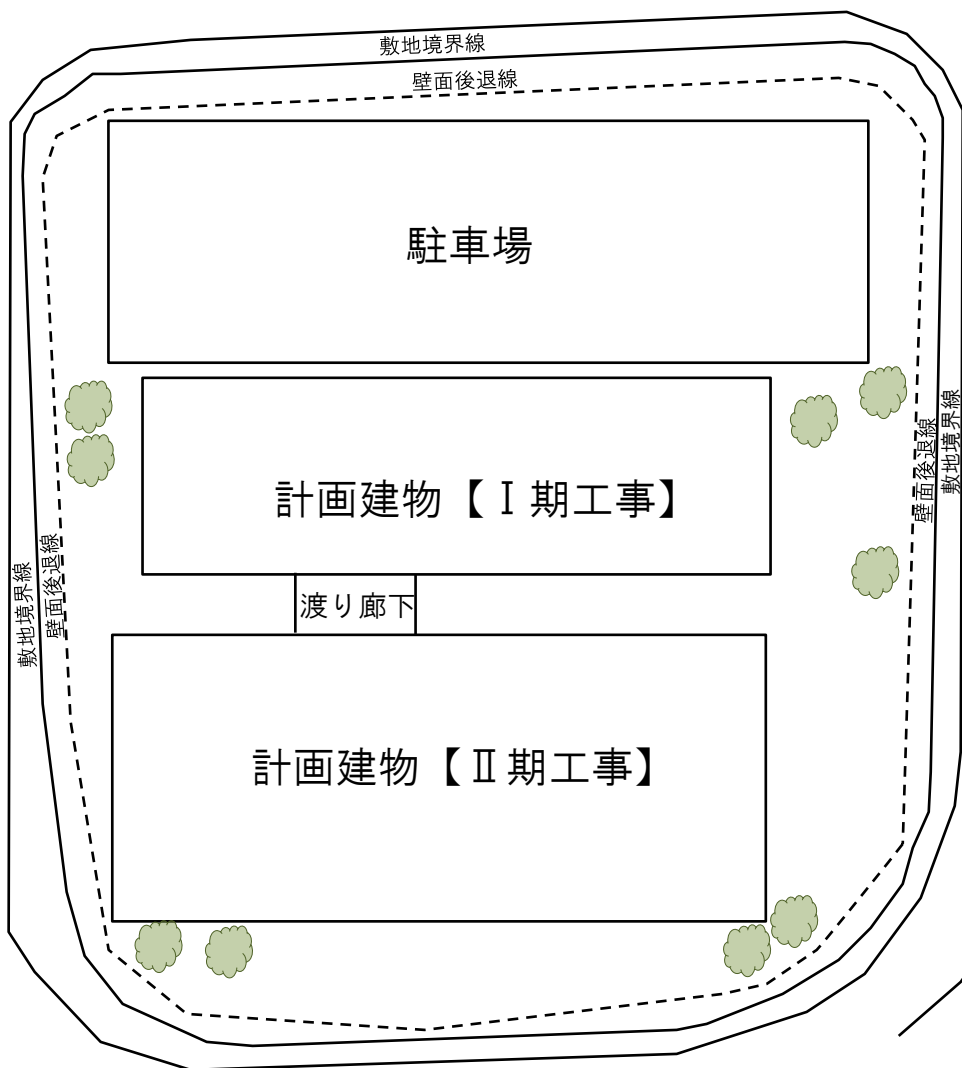 敷地境界線
壁面後退線
駐車場
計画建物【Ⅰ期工事】
壁面後退線
敷地境界線
敷地境界線
壁面後退線
渡り廊下
計画建物【Ⅱ期工事】